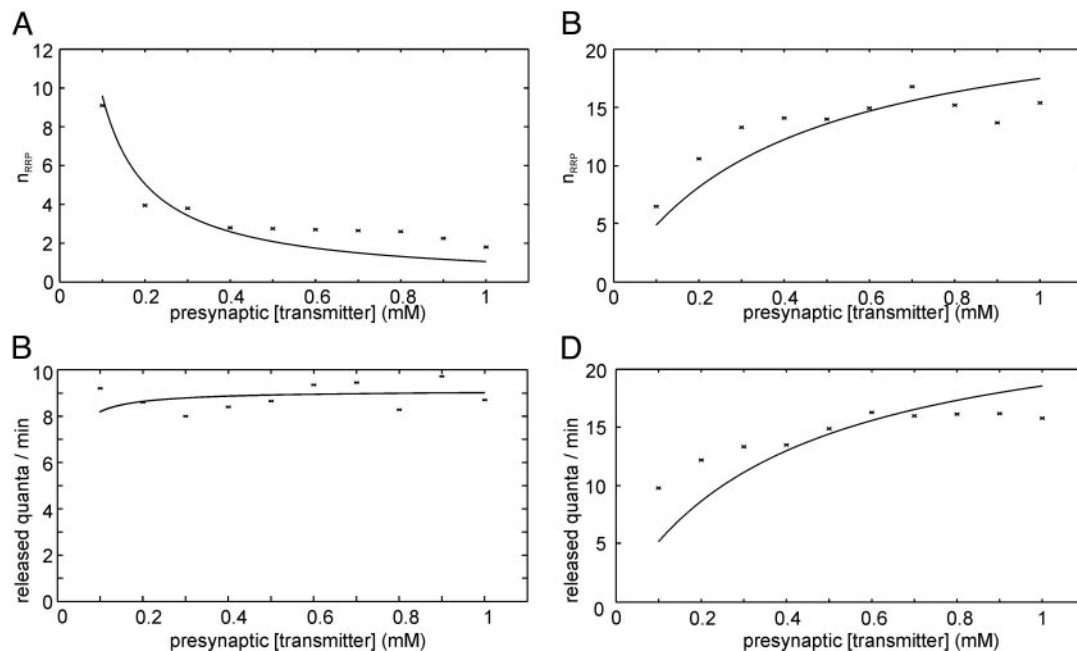 A
12
10
8
6
4
2
0
n_RRP
0 0.2 0.4 0.6 0.8 1
presynaptic [transmitter] (mM)
B
20
15
10
5
0
n_RRP
0 0.2 0.4 0.6 0.8 1
presynaptic [transmitter] (mM)
B
10
8
6
4
2
0
released quanta / min
0 0.2 0.4 0.6 0.8 1
presynaptic [transmitter] (mM)
D
20
15
10
5
0
released quanta / min
0 0.2 0.4 0.6 0.8 1
presynaptic [transmitter] (mM)